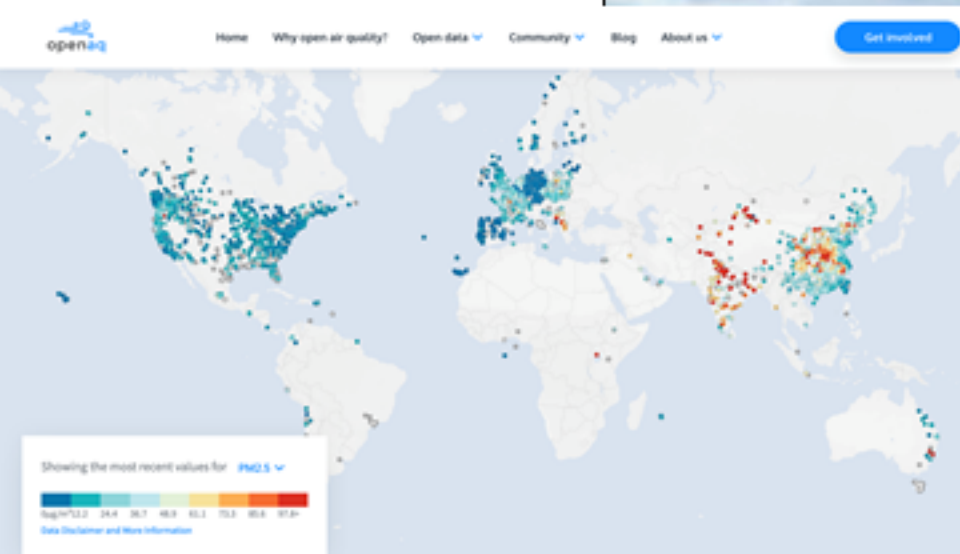 openaq
Home Why open air quality? Open data Community Blog About us Get involved
Showing the most recent values for PM2.5
0µg/m³ 12.2 24.4 36.7 48.9 61.1 73.3 85.6 97.8+
Data Disclaimer and More Information